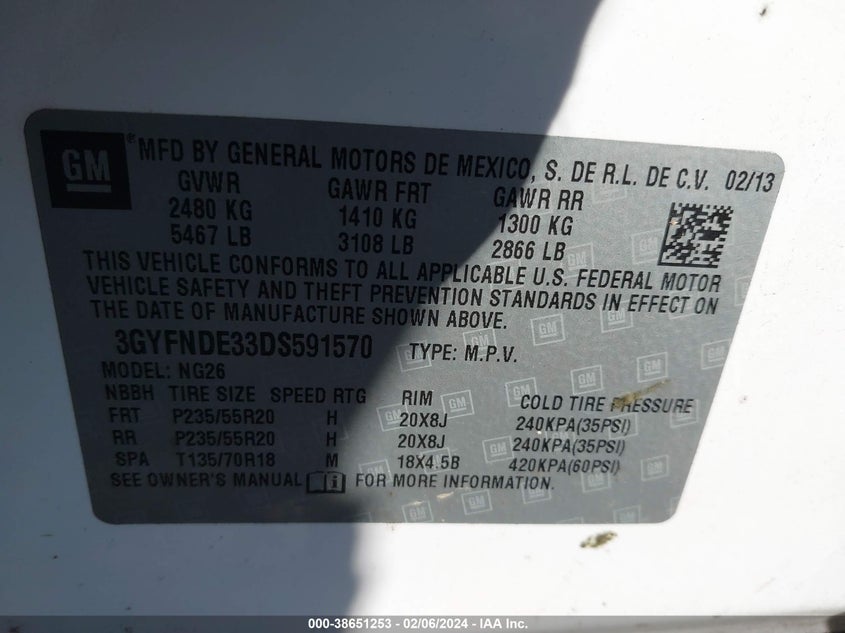 GM ® MFD BY GENERAL MOTORS DE MEXICO, S. DE R.L. DE C.V. 02/13
GVWR GAWR FRT GAWR RR
2480 KG 1410 KG 1300 KG
5467 LB 3108 LB 2866 LB
THIS VEHICLE CONFORMS TO ALL APPLICABLE U.S. FEDERAL MOTOR
VEHICLE SAFETY AND THEFT PREVENTION STANDARDS IN EFFECT ON
THE DATE OF MANUFACTURE SHOWN ABOVE.
3GYFNDE33DS591570 TYPE: M.P.V.
MODEL: NG26
NBBH TIRE SIZE SPEED RTG RIM COLD TIRE PRESSURE
FRT P235/55R20 H 20X8J 240KPA(35PSI)
RR P235/55R20 H 20X8J 240KPA(35PSI)
SPA T135/70R18 M 18X4.5B 420KPA(60PSI)
SEE OWNER'S MANUAL FOR MORE INFORMATION.
000-38651253 - 02/06/2024 - IAA Inc.